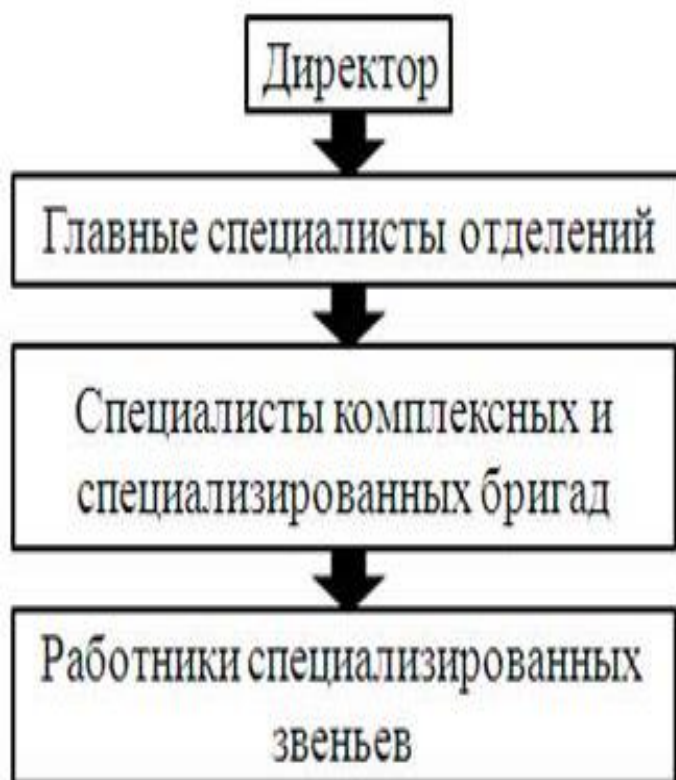 Директор
Главные специалисты отделений
Специалисты комплексных и
специализированных бригад
Работники специализированных
звеньев